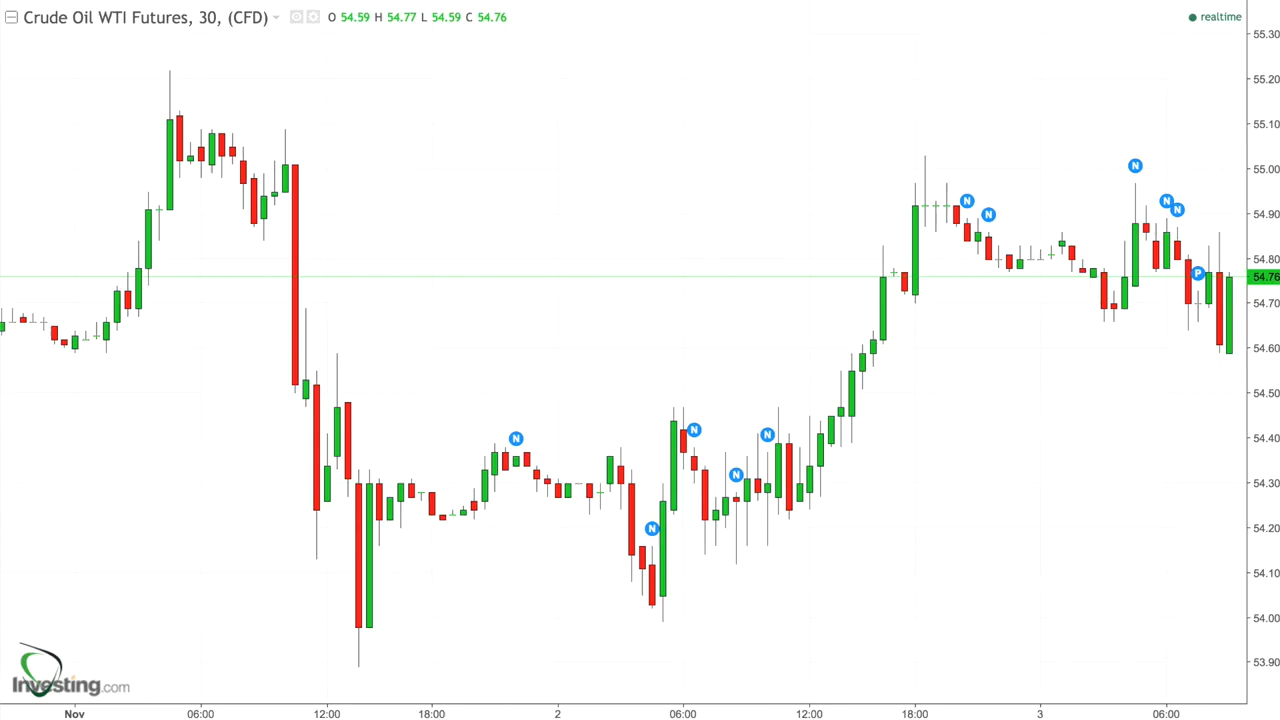 Crude Oil WTI Futures, 30, (CFD) O 54.59 H 54.77 L 54.59 C 54.76
realtime
55.30
55.20
55.10
55.00
54.90
54.80
54.76
54.70
54.60
54.50
54.40
54.30
54.20
54.10
54.00
53.90
N
N
N
N
N
P
N
N
N
N
N
Investing.com
Nov 06:00 12:00 18:00 2 06:00 12:00 18:00 3 06:00